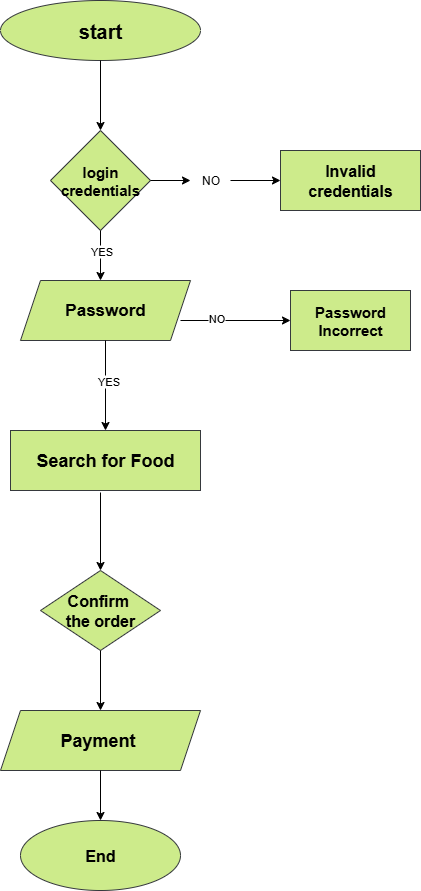 start
login
credentials
NO
Invalid
credentials
YES
Password
NO
Password
Incorrect
YES
Search for Food
Confirm
the order
Payment
End